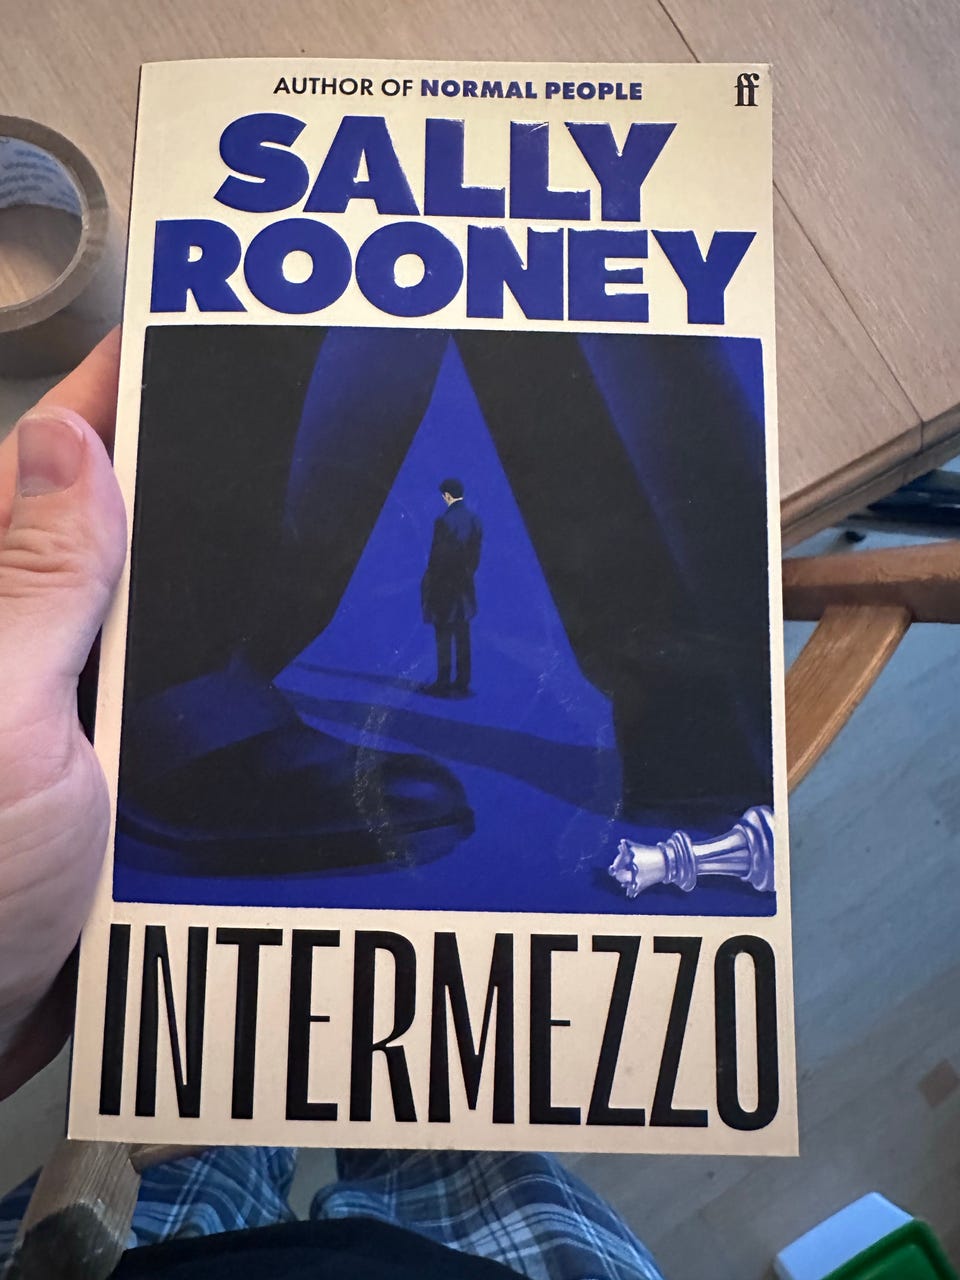 AUTHOR OF NORMAL PEOPLE
ff
SALLY
ROONEY
INTERMEZZO